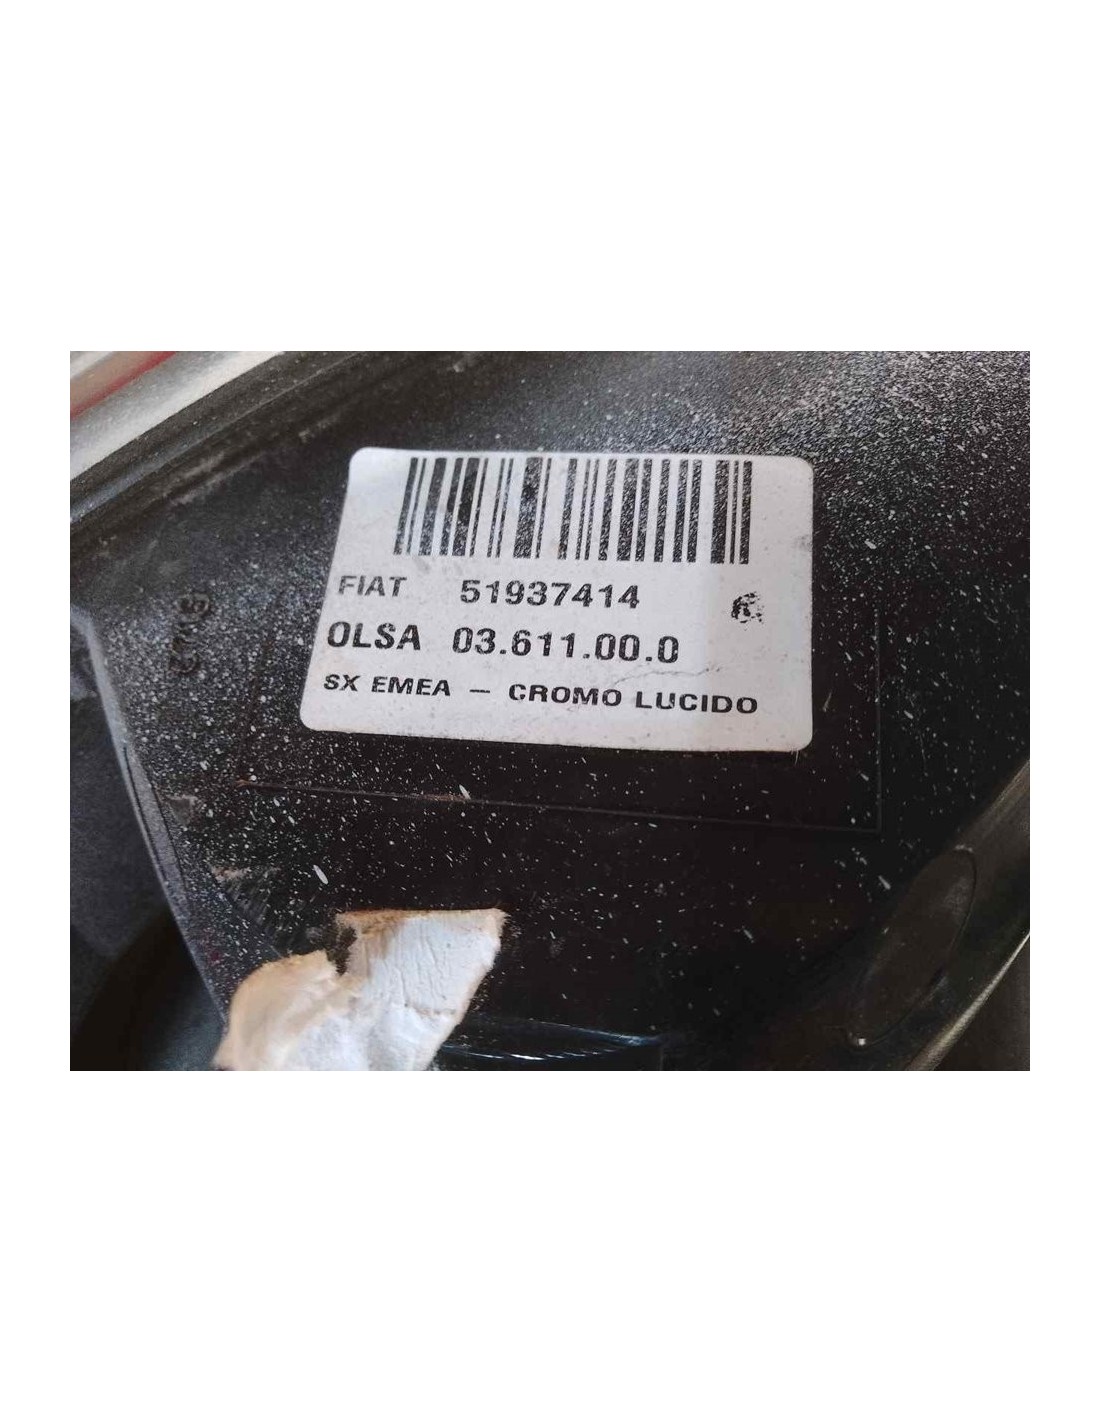 FIAT 51937414
OLSA 03.611.00.0
SX EMEA – CROMO LUCIDO